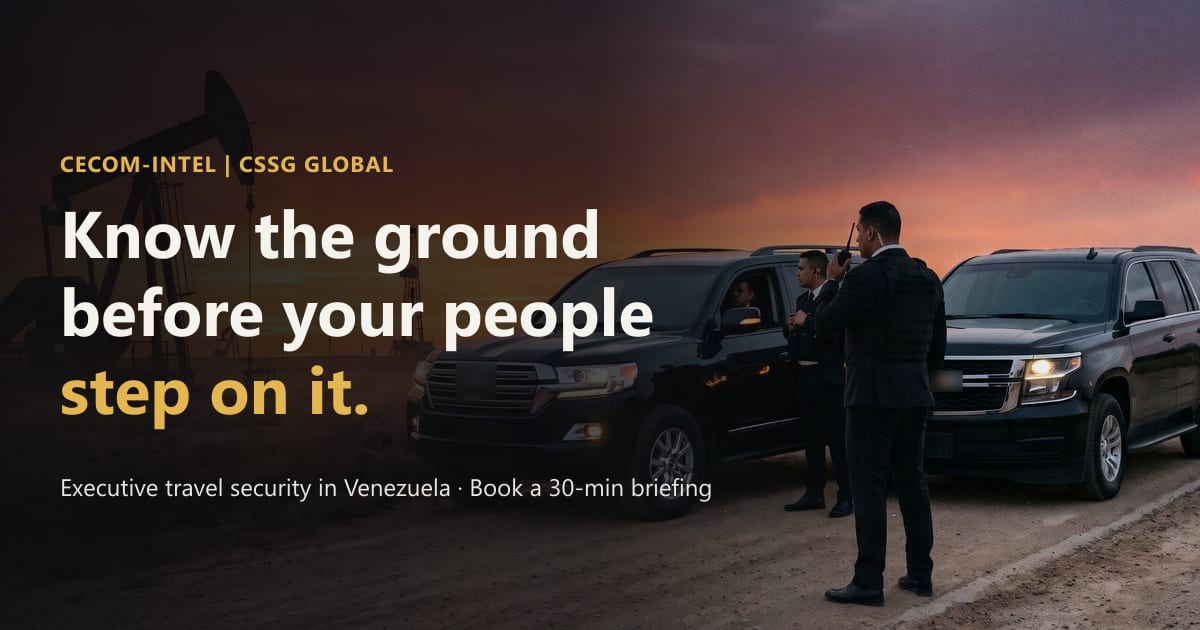 CECOM-INTEL | CSSG GLOBAL
Know the ground
before your people
step on it.
Executive travel security in Venezuela · Book a 30-min briefing